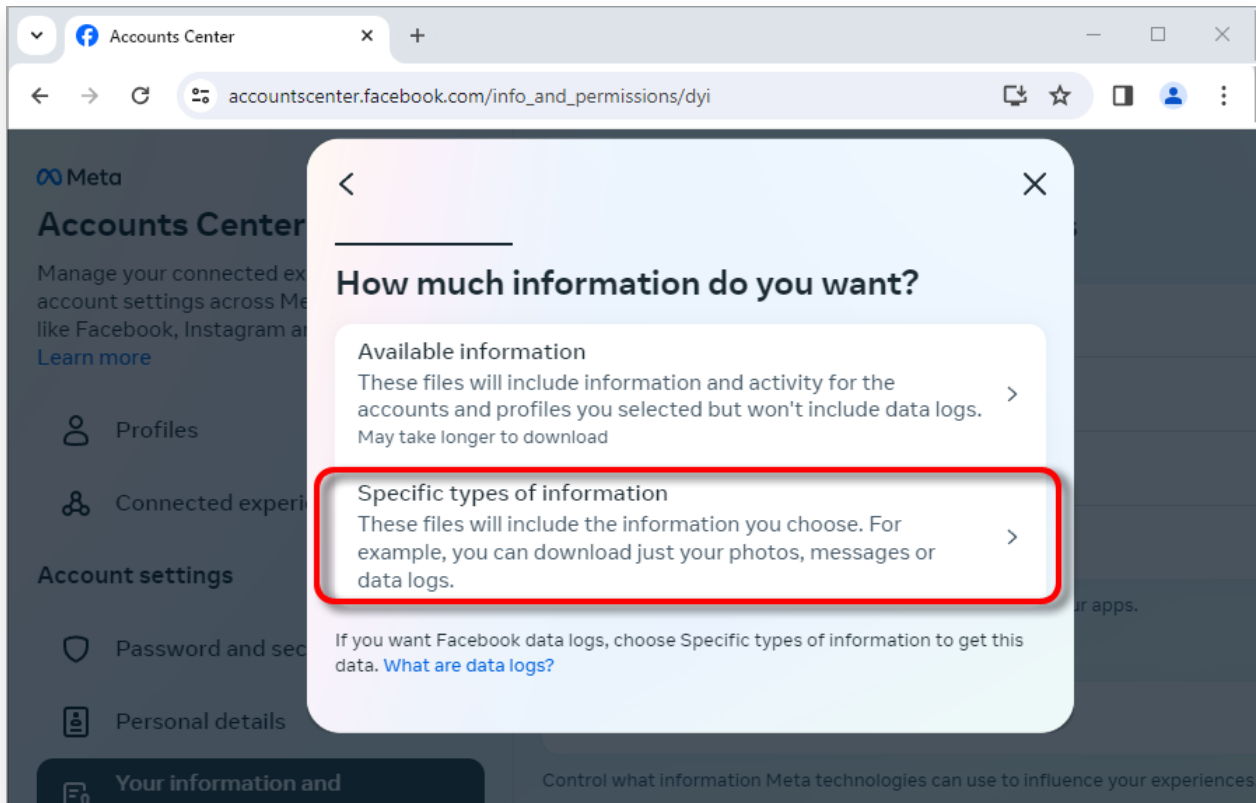 Accounts Center
accountscenter.facebook.com/info_and_permissions/dyi
Meta
Accounts Center
Manage your connected ex
account settings across Me
like Facebook, Instagram a
Learn more
Profiles
Connected experi
Account settings
Password and sec
Personal details
Your information and
How much information do you want?
Available information
These files will include information and activity for the
accounts and profiles you selected but won't include data logs.
May take longer to download
Specific types of information
These files will include the information you choose. For
example, you can download just your photos, messages or
data logs.
If you want Facebook data logs, choose Specific types of information to get this
data. What are data logs?
ur apps.
Control what information Meta technologies can use to influence your experiences